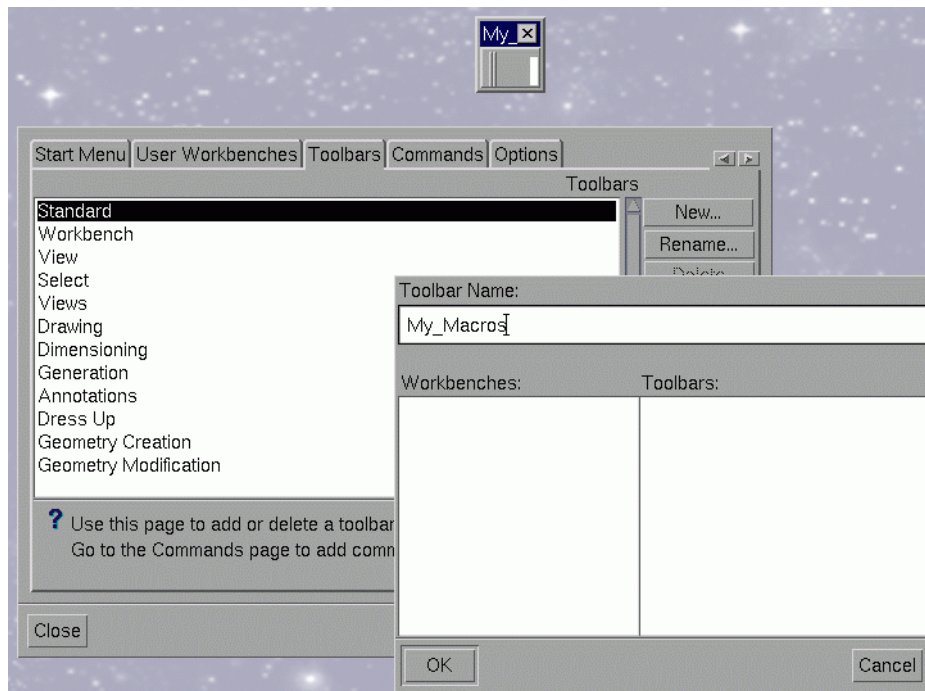 My_
Start Menu User Workbenches Toolbars Commands Options
Toolbars
Standard
Workbench
View
Select
Views
Drawing
Dimensioning
Generation
Annotations
Dress Up
Geometry Creation
Geometry Modification
New...
Rename...
Delete
? Use this page to add or delete a toolbar
Go to the Commands page to add comm
Close
Toolbar Name:
My_Macros
Workbenches: Toolbars:
OK Cancel